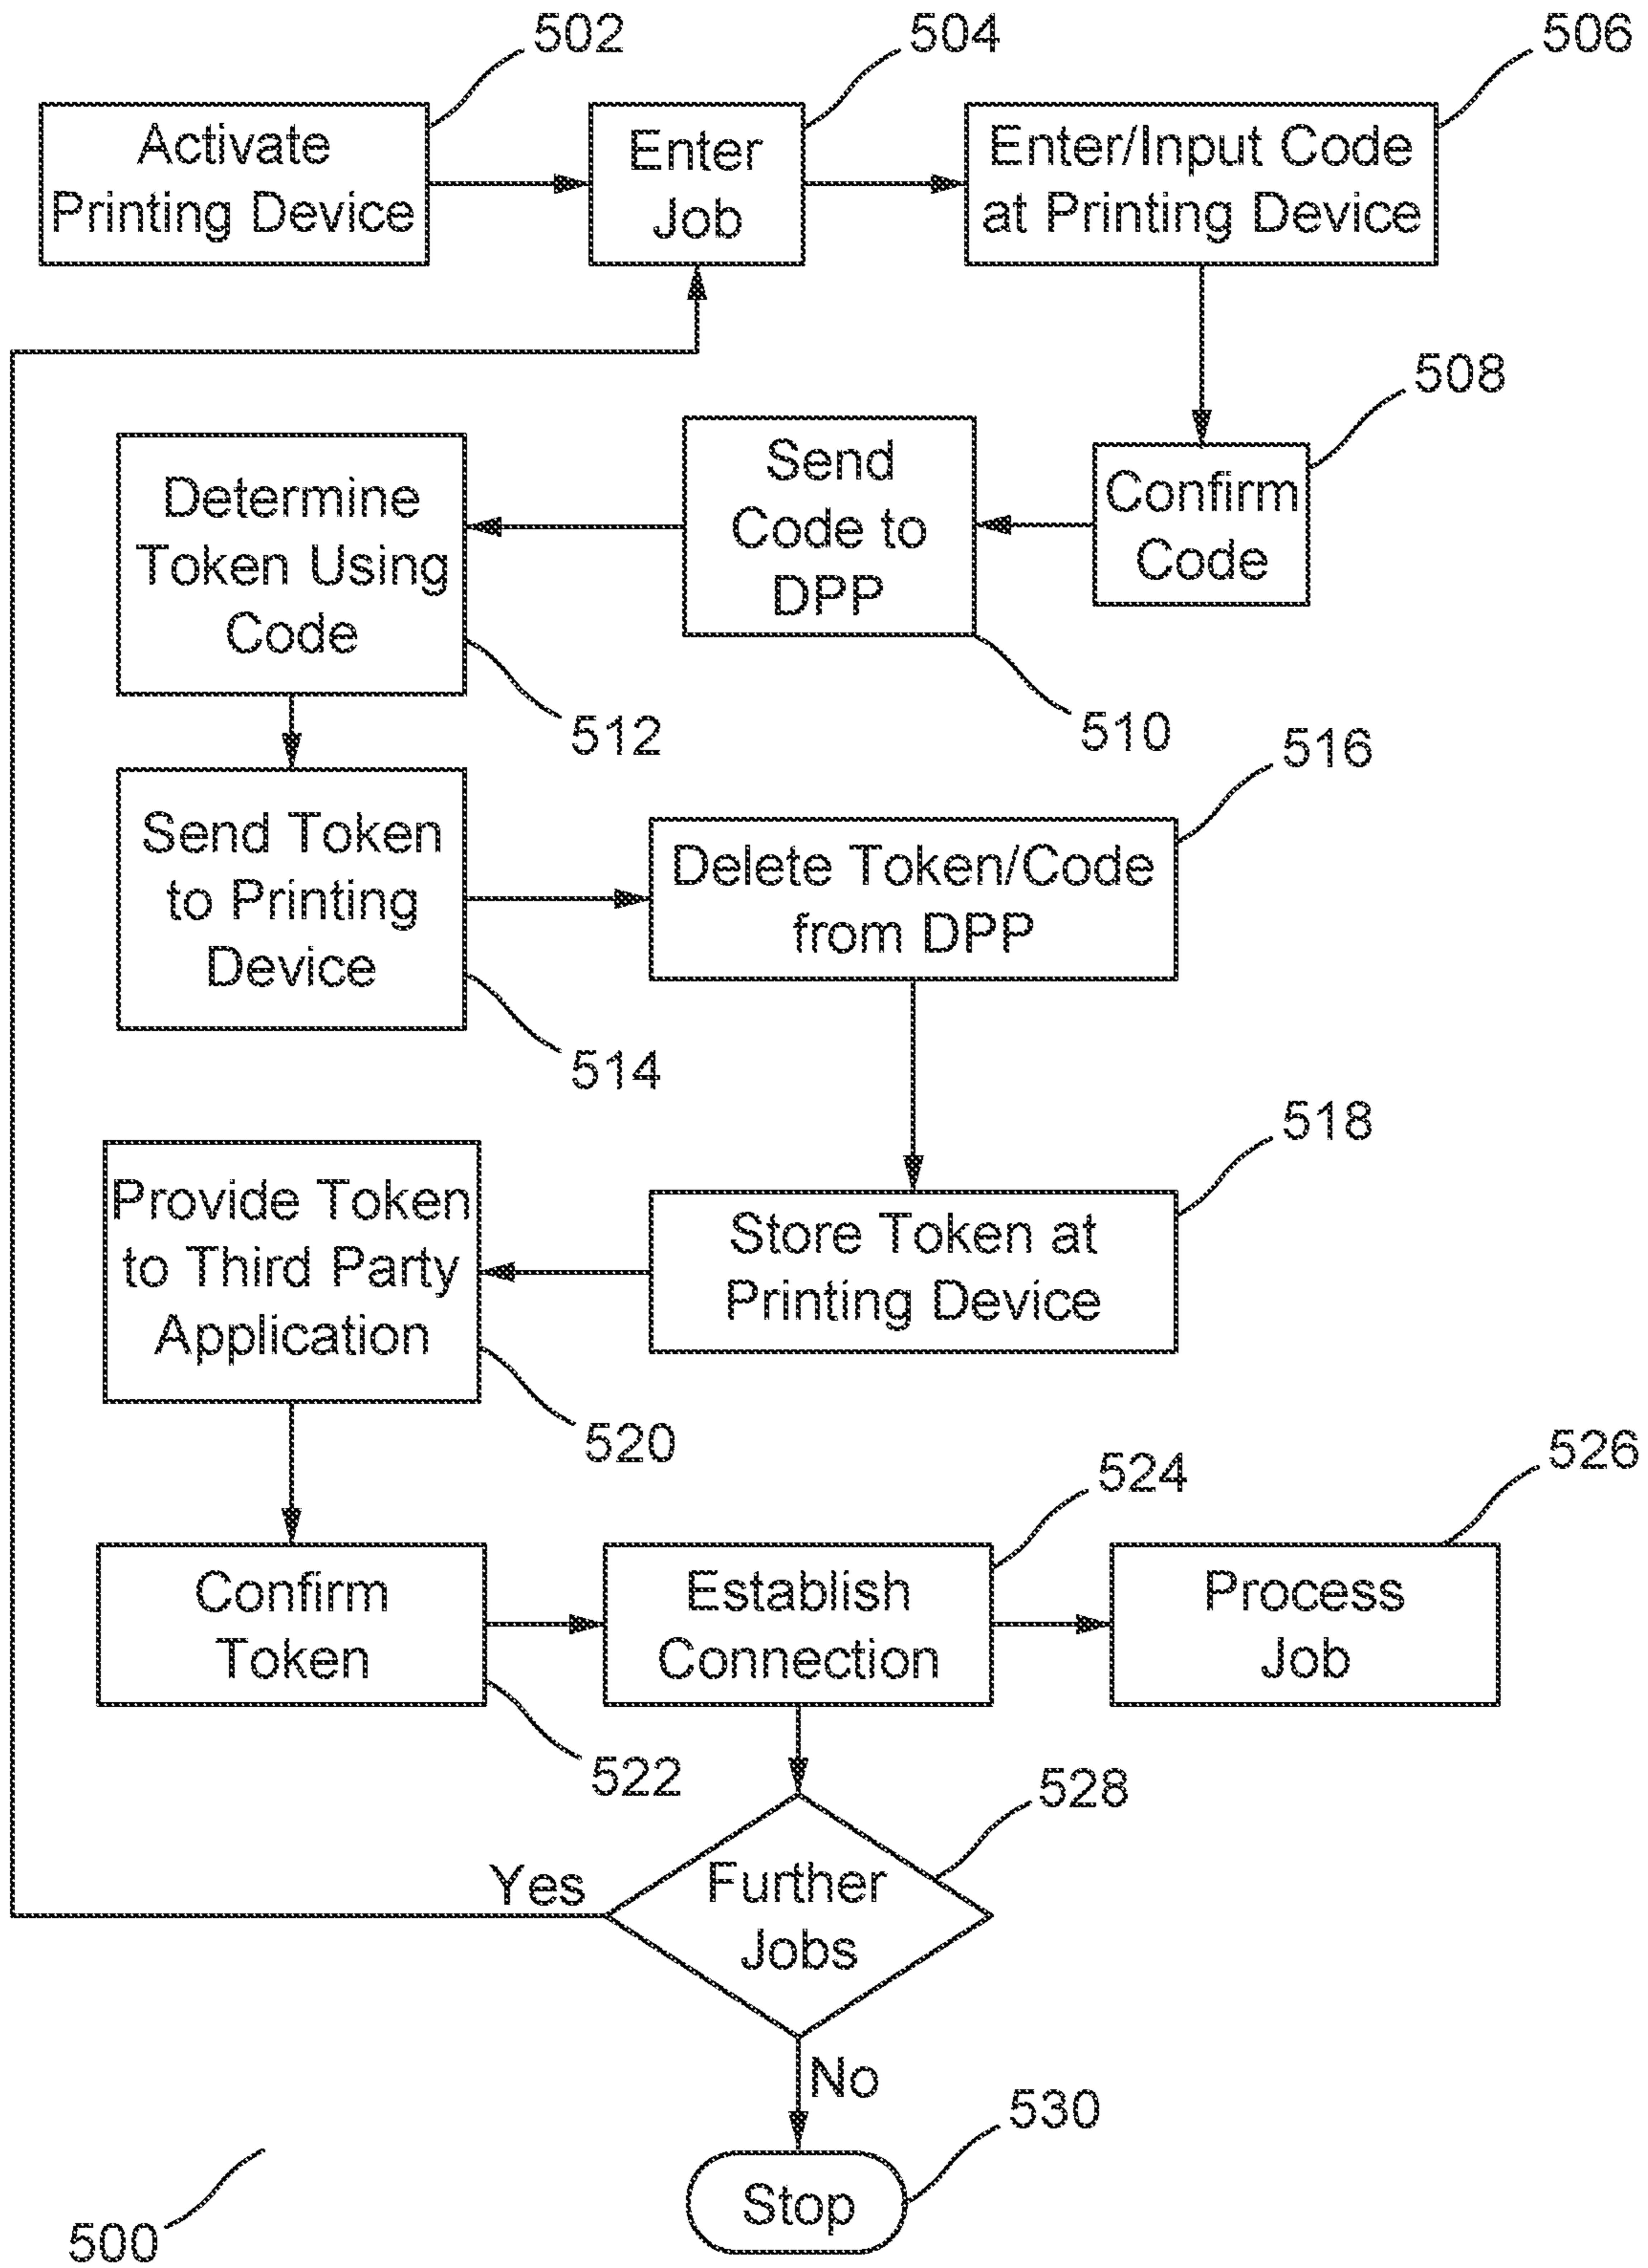 502
504
506
Activate
Printing Device
Enter
Job
Enter/Input Code
at Printing Device
508
Confirm
Code
Send
Code to
DPP
510
Determine
Token Using
Code
512
Send Token
to Printing
Device
514
516
Delete Token/Code
from DPP
518
Store Token at
Printing Device
Provide Token
to Third Party
Application
520
Confirm
Token
522
524
Establish
Connection
526
Process
Job
528
Further
Jobs
Yes
No
530
Stop
500